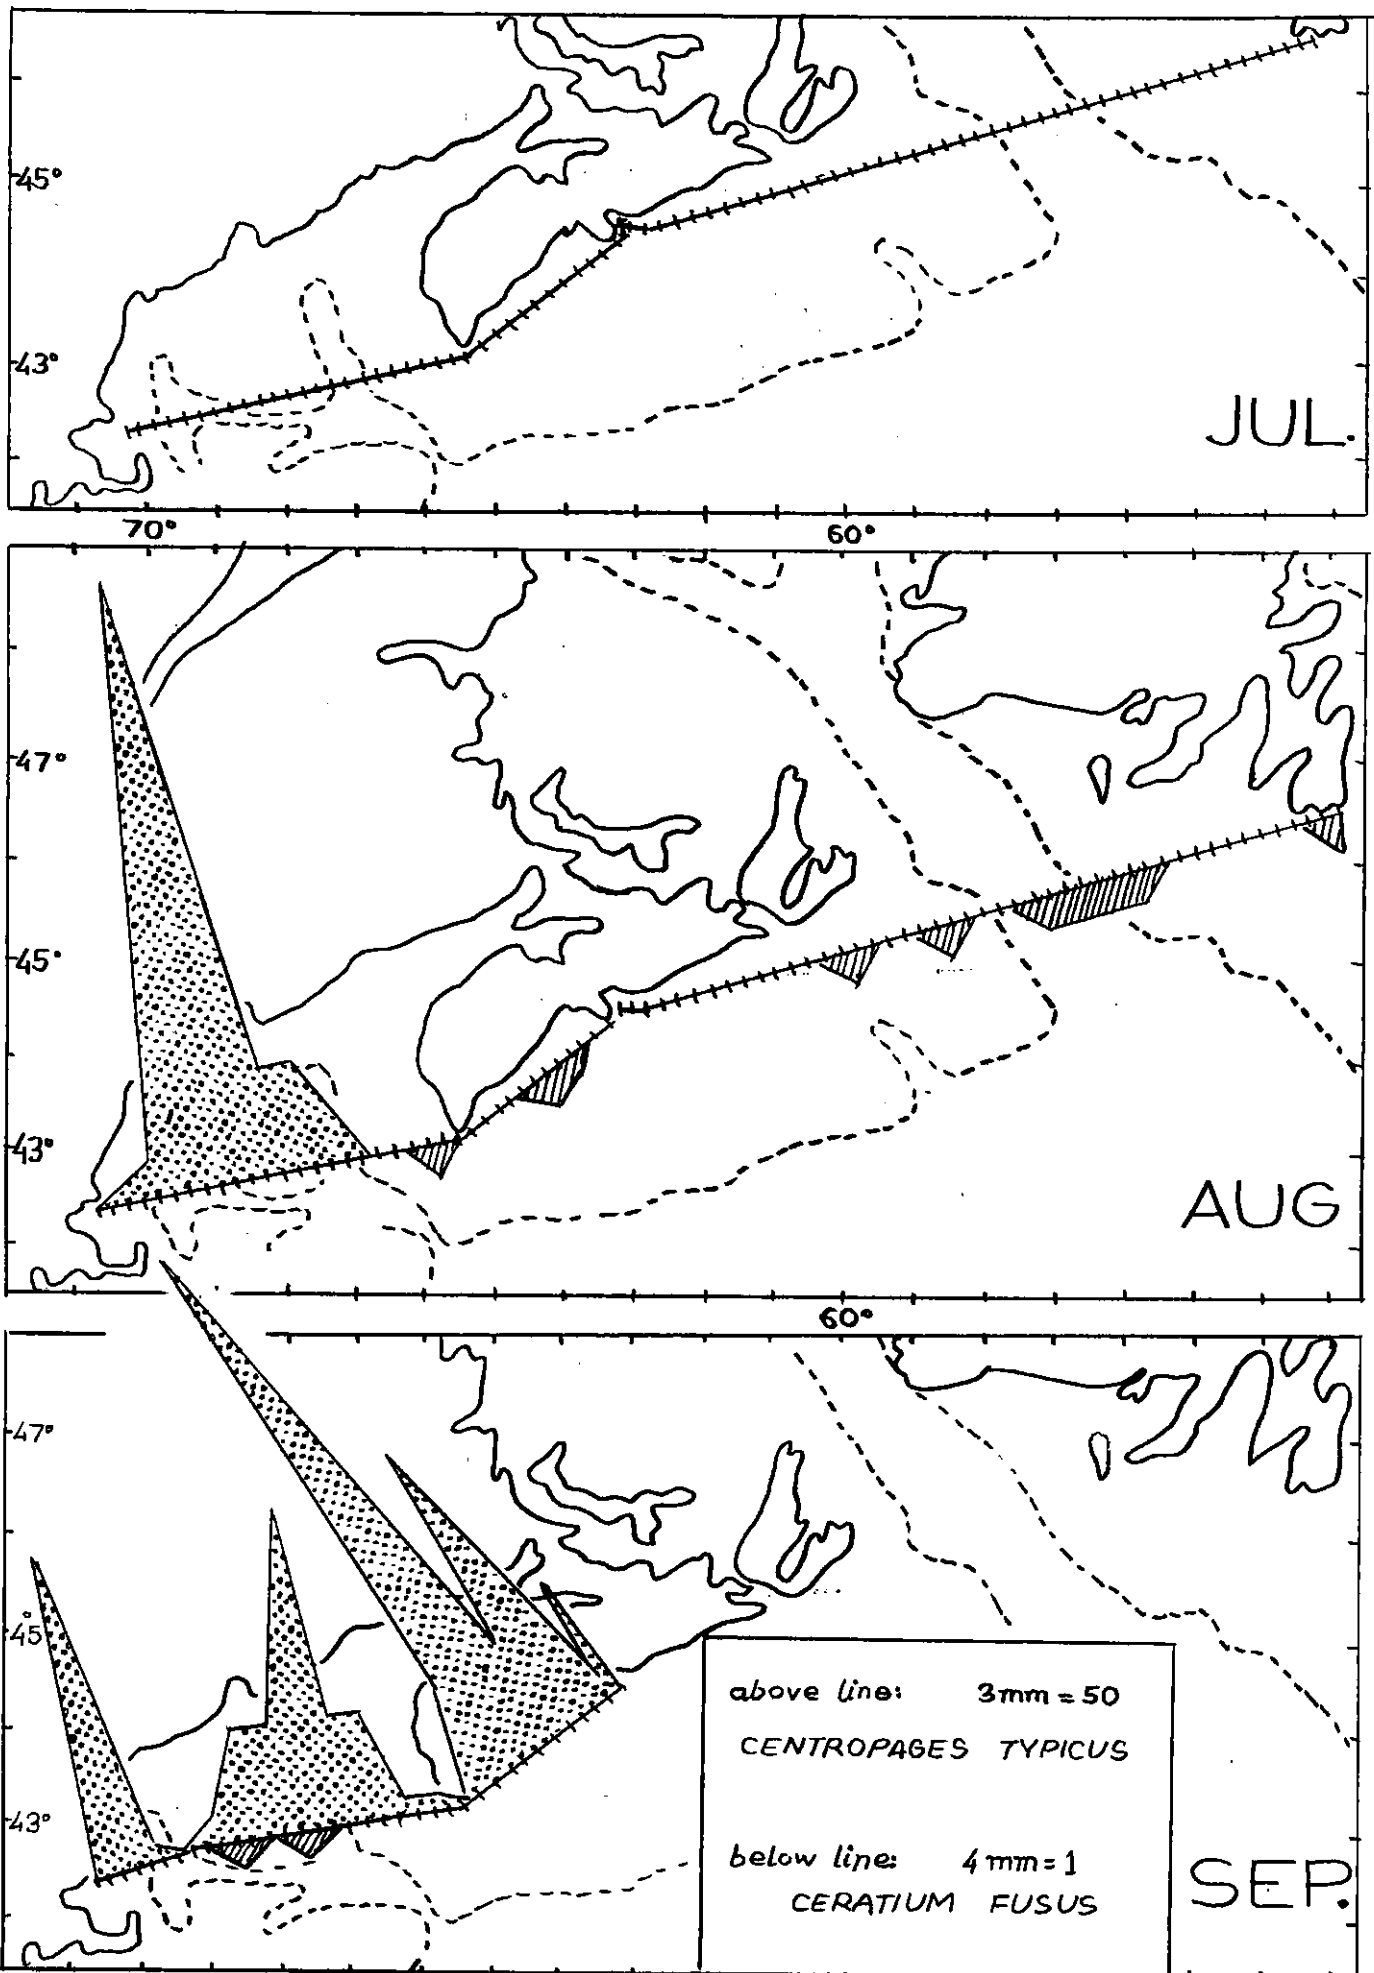 45°
43°
JUL.
70°
60°
47°
45°
43°
AUG
60°
47°
45°
43°
above line: 3mm = 50
CENTROPAGES TYPICUS
below line: 4mm = 1
CERATIUM FUSUS
SEP.